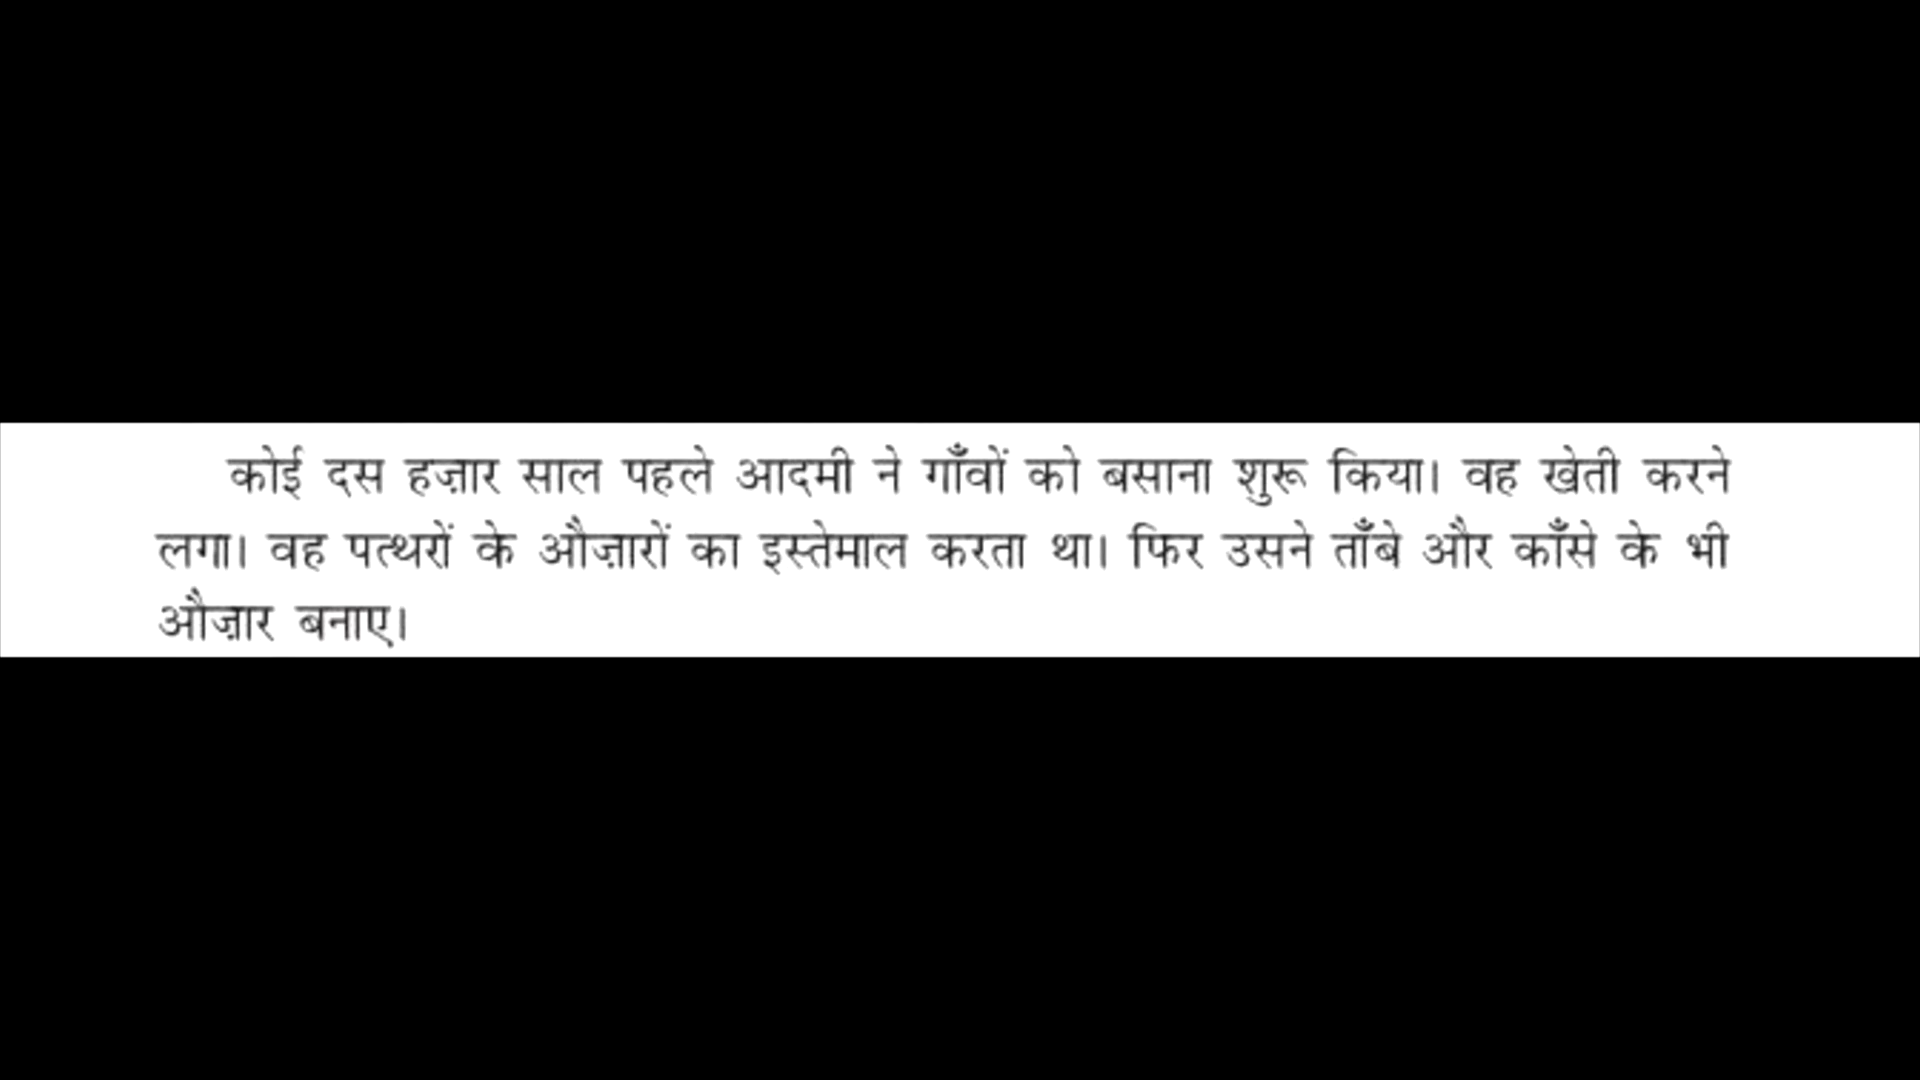 कोई दस हज़ार साल पहले आदमी ने गाँवों को बसाना शुरू किया। वह खेती करने
लगा। वह पत्थरों के औज़ारों का इस्तेमाल करता था। फिर उसने ताँबे और काँसे के भी
औज़ार बनाए।